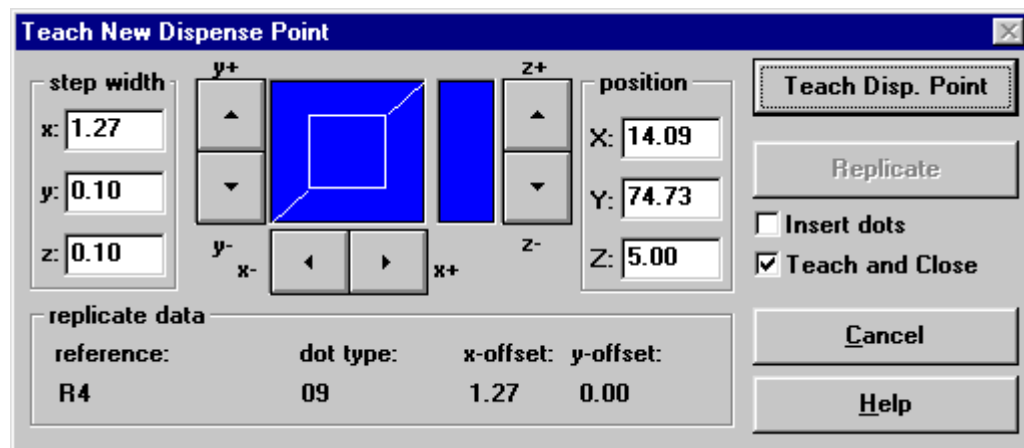 Teach New Dispense Point
step width
x: 1.27
y: 0.10
z: 0.10
y+
y-
x-
x+
z+
z-
position
X: 14.09
Y: 74.73
Z: 5.00
Teach Disp. Point
Replicate
Insert dots
Teach and Close
Cancel
Help
replicate data
reference: dot type: x-offset: y-offset:
R4 09 1.27 0.00